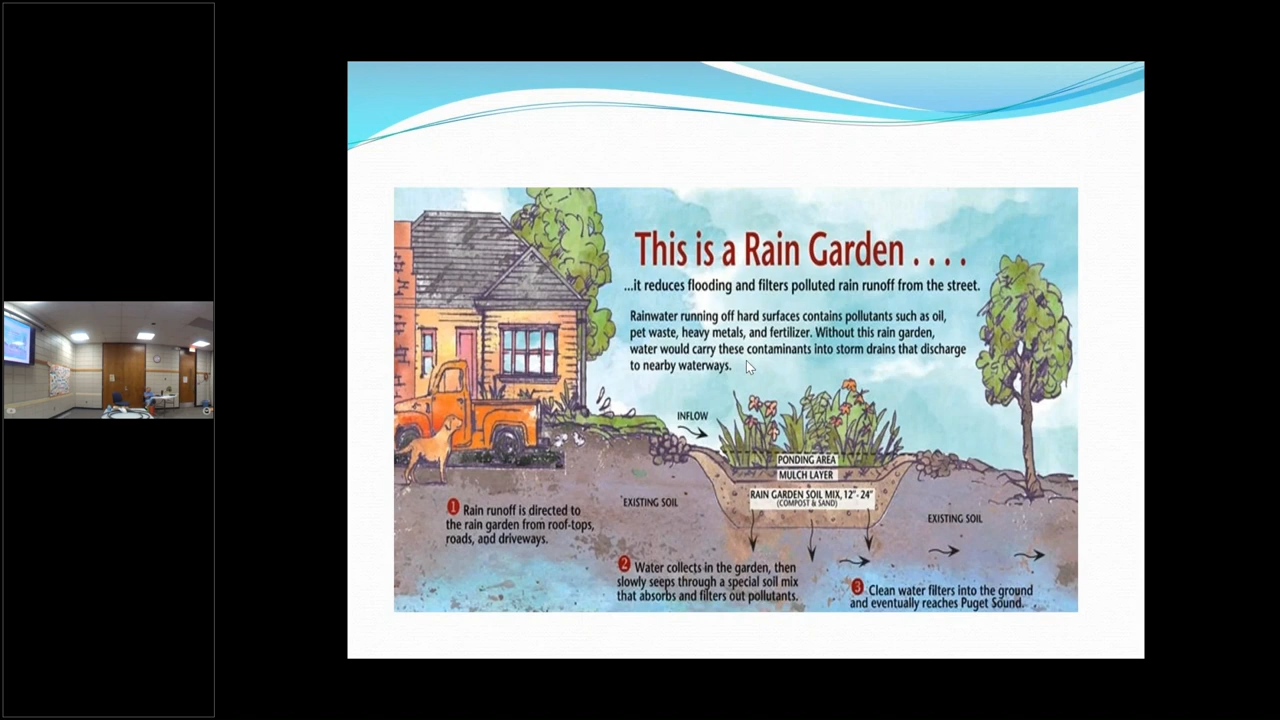 This is a Rain Garden . . . .
...it reduces flooding and filters polluted rain runoff from the street.
Rainwater running off hard surfaces contains pollutants such as oil,
pet waste, heavy metals, and fertilizer. Without this rain garden,
water would carry these contaminants into storm drains that discharge
to nearby waterways.
INFLOW
PONDING AREA
MULCH LAYER
RAIN GARDEN SOIL MIX, 12"- 24"
(COMPOST & SAND)
EXISTING SOIL
EXISTING SOIL
1 Rain runoff is directed to
the rain garden from roof-tops,
roads, and driveways.
2 Water collects in the garden, then
slowly seeps through a special soil mix
that absorbs and filters out pollutants.
3 Clean water filters into the ground
and eventually reaches Puget Sound.